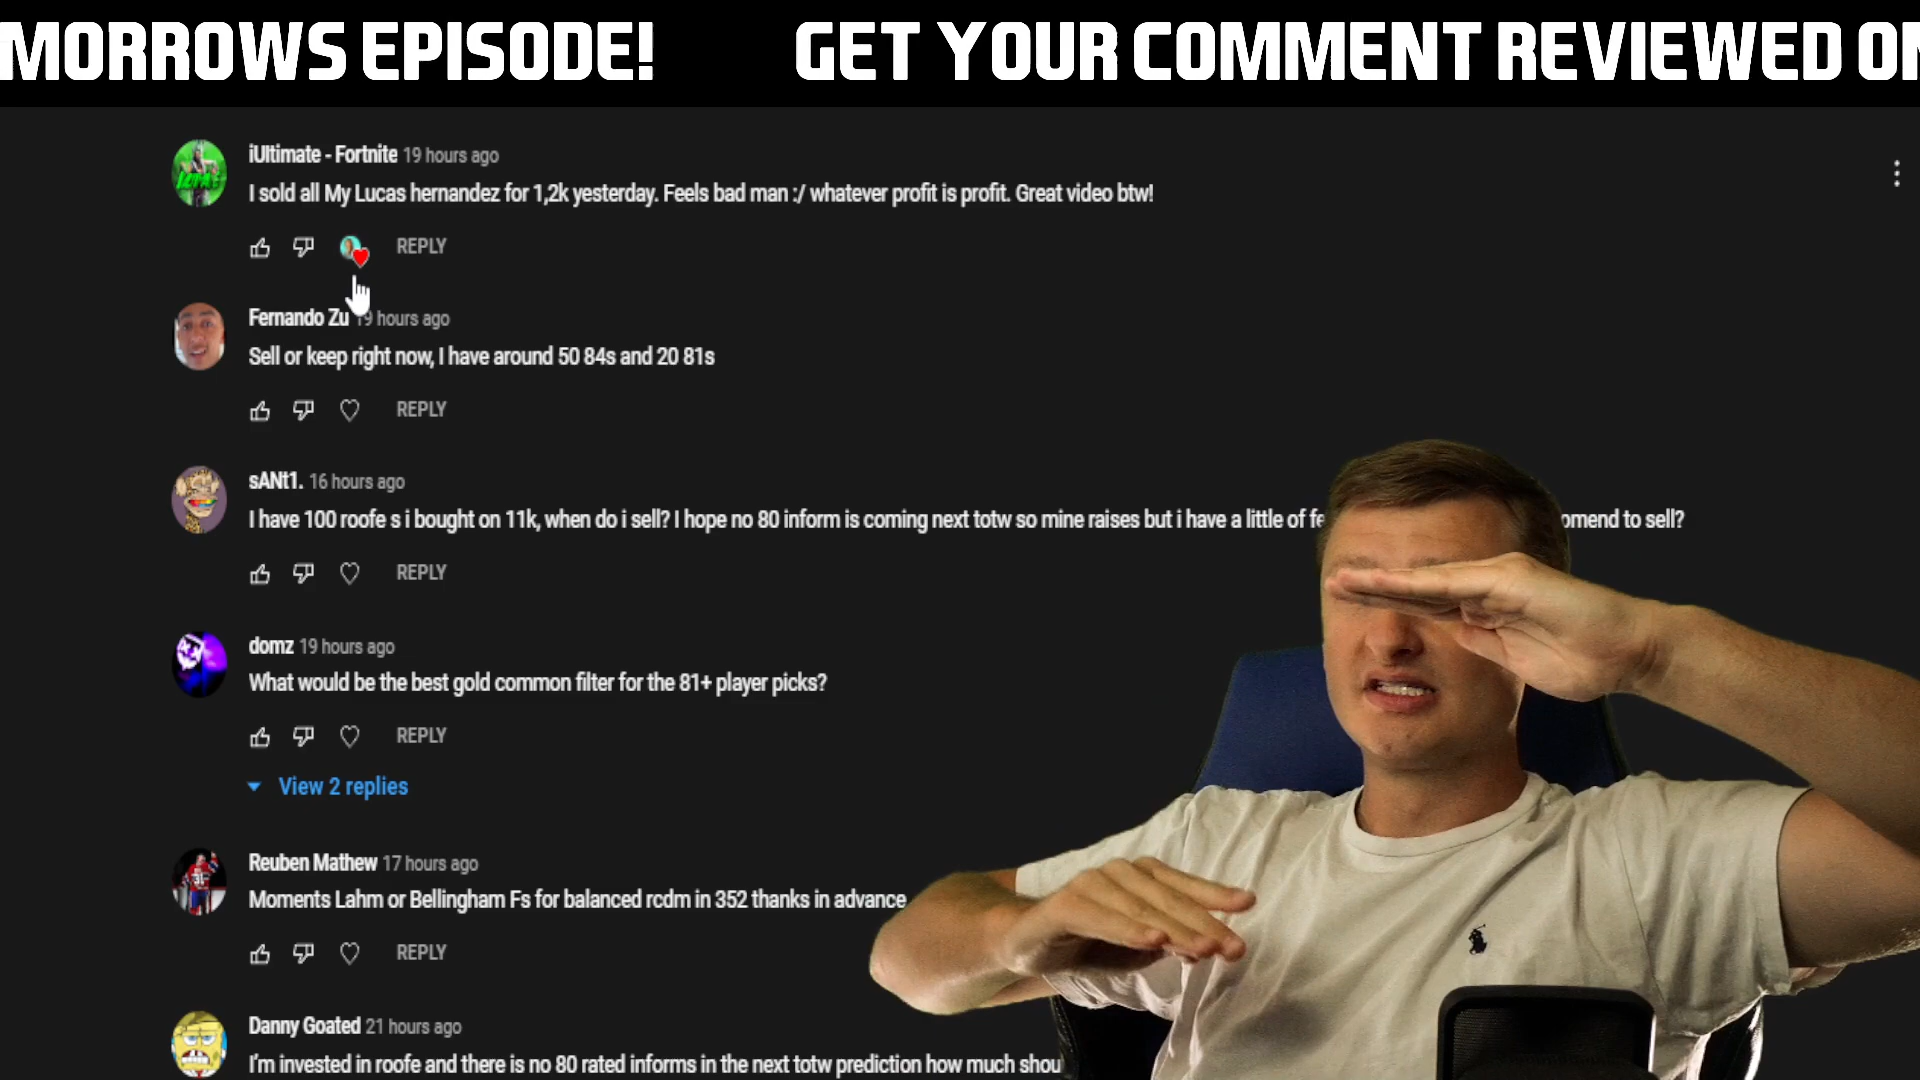 MORROWS EPISODE! GET YOUR COMMENT REVIEWED ON
iUltimate - Fortnite 19 hours ago
I sold all My Lucas hernandez for 1,2k yesterday. Feels bad man :/ whatever profit is profit. Great video btw!
REPLY
Fernando Zu 19 hours ago
Sell or keep right now, I have around 50 84s and 20 81s
REPLY
sANt1. 16 hours ago
I have 100 roofe s i bought on 11k, when do i sell? I hope no 80 inform is coming next totw so mine raises but i have a little of fe omend to sell?
REPLY
domz 19 hours ago
What would be the best gold common filter for the 81+ player picks?
REPLY
View 2 replies
Reuben Mathew 17 hours ago
Moments Lahm or Bellingham Fs for balanced rcdm in 352 thanks in advance
REPLY
Danny Goated 21 hours ago
I'm invested in roofe and there is no 80 rated informs in the next totw prediction how much shou